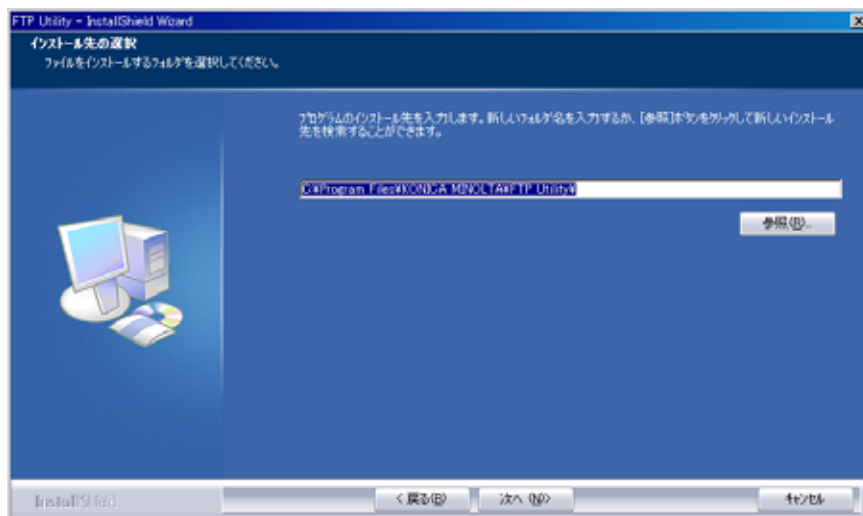 FTP Utility - InstallShield Wizard
インストール先の選択
ファイルをインストールするフォルダを選択してください。
プログラムのインストール先を入力します。新しいフォルダ名を入力するか、[参照]ボタンをクリックして新しいインストール
先を検索することができます。
C:¥Program Files¥KONICA MINOLTA¥FTP Utility¥
参照(R)...
InstallShield
< 戻る(B)
次へ (N)>
キャンセル